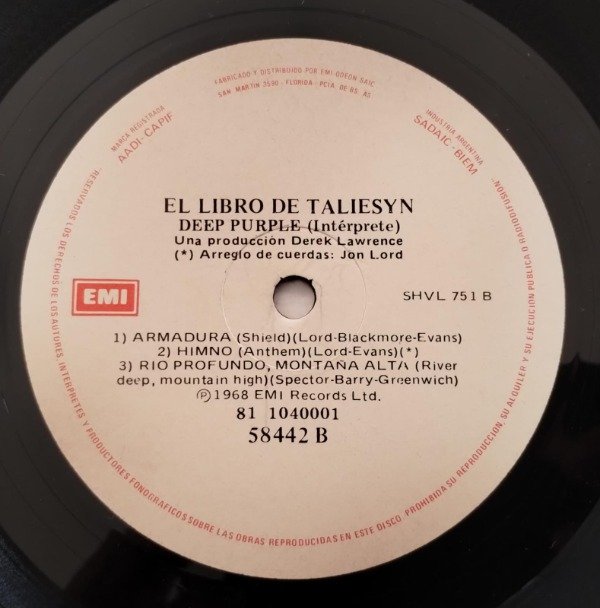 FABRICADO Y DISTRIBUIDO POR EMI-ODEON SAIC
SAN MARTIN 3590 - FLORIDA - PCIA. DE BS. AS
MARCA REGISTRADA
AADI-CAPIF
INDUSTRIA ARGENTINA
SADAIC-BIEM
EL LIBRO DE TALIESYN
DEEP PURPLE (Intérprete)
Una producción Derek Lawrence
(*) Arreglo de cuerdas: Jon Lord
EMI
SHVL 751 B
1) ARMADURA (Shield)(Lord-Blackmore-Evans)
2) HIMNO (Anthem)(Lord-Evans)(*)
3) RIO PROFUNDO, MONTAÑA ALTA (River
deep, mountain high)(Spector-Barry-Greenwich)
Ⓟ1968 EMI Records Ltd.
81 1040001
58442 B
RESERVADOS LOS DERECHOS DE LOS AUTORES, INTERPRETES Y PRODUCTORES FONOGRAFICOS SOBRE LAS OBRAS REPRODUCIDAS EN ESTE DISCO. PROHIBIDA SU REPRODUCCION, SU ALQUILER Y SU EJECUCION PUBLICA O RADIODIFUSION